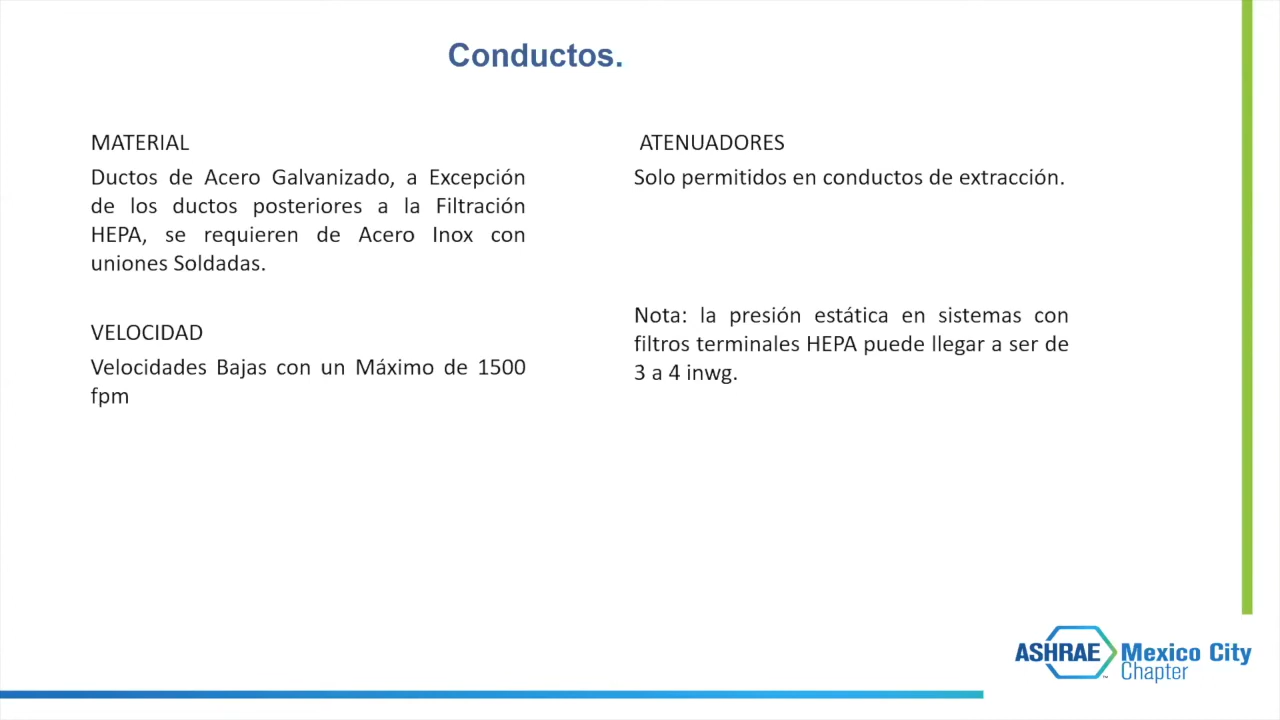 Conductos.
MATERIAL
Ductos de Acero Galvanizado, a Excepción
de los ductos posteriores a la Filtración
HEPA, se requieren de Acero Inox con
uniones Soldadas.
VELOCIDAD
Velocidades Bajas con un Máximo de 1500
fpm
ATENUADORES
Solo permitidos en conductos de extracción.
Nota: la presión estática en sistemas con
filtros terminales HEPA puede llegar a ser de
3 a 4 inwg.
ASHRAE Mexico City
Chapter